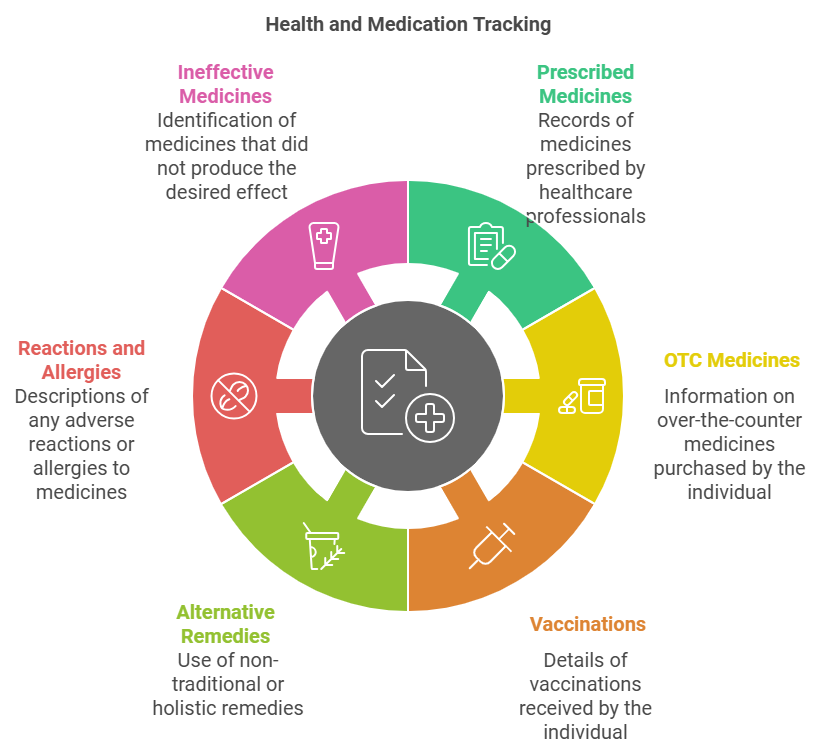 Health and Medication Tracking
Ineffective
Medicines
Identification of
medicines that did
not produce the
desired effect
Prescribed
Medicines
Records of
medicines
prescribed by
healthcare
professionals
Reactions and
Allergies
Descriptions of
any adverse
reactions or
allergies to
medicines
OTC Medicines
Information on
over-the-counter
medicines
purchased by the
individual
Alternative
Remedies
Use of non-
traditional or
holistic remedies
Vaccinations
Details of
vaccinations
received by the
individual